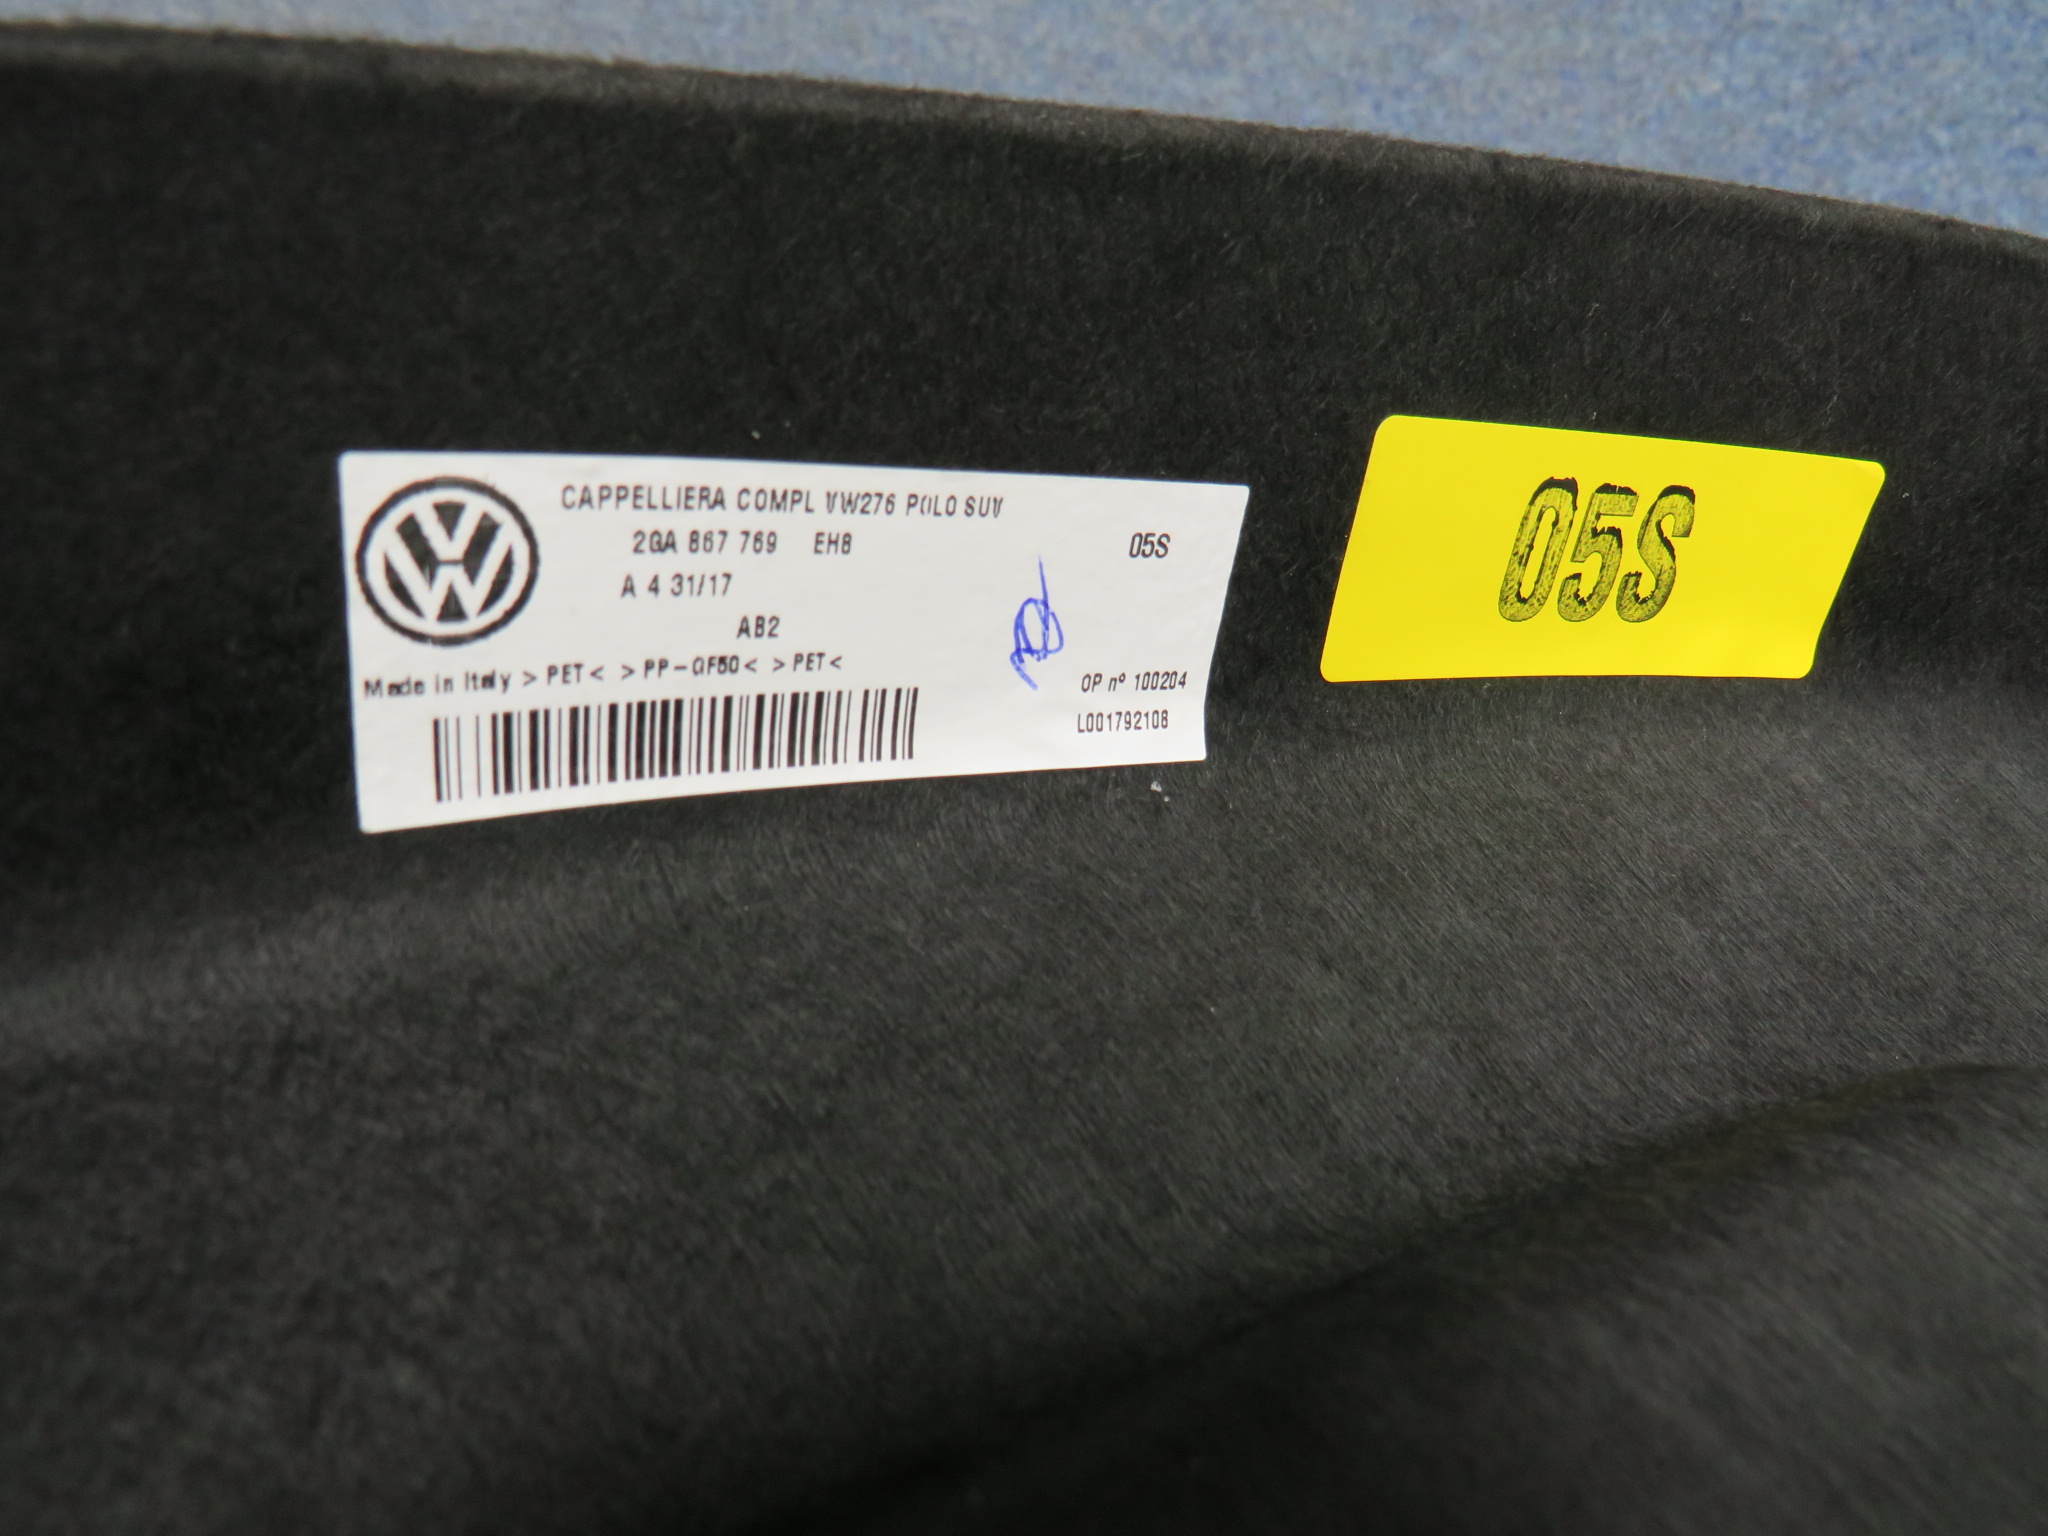 CAPPELLIERA COMPL VW276 POLO SUV
2GA 867 769 EH8
05S
A 4 31/17
AB2
Made in Italy >PET< >PP-GF50< >PET<
OP nº 100204
L001792108
05S